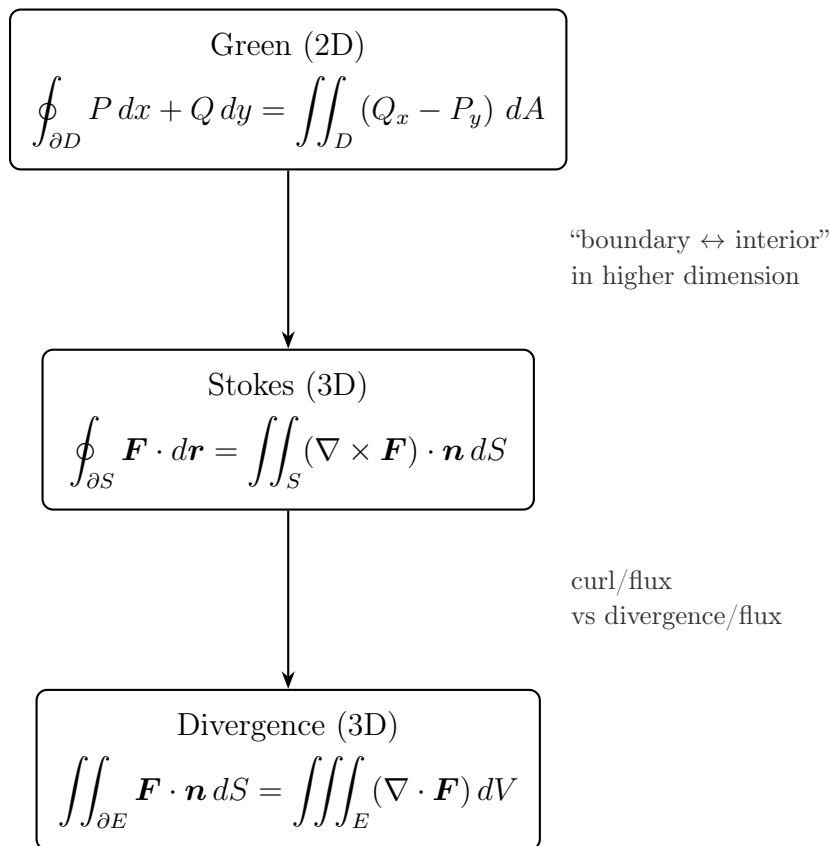 Green (2D)
∮_{∂D} P dx + Q dy = ∬_D (Q_x − P_y) dA
“boundary ↔ interior”
in higher dimension
Stokes (3D)
∮_{∂S} 𝑭 · d𝒓 = ∬_S (∇ × 𝑭) · 𝒏 dS
curl/flux
vs divergence/flux
Divergence (3D)
∬_{∂E} 𝑭 · 𝒏 dS = ∭_E (∇ · 𝑭) dV